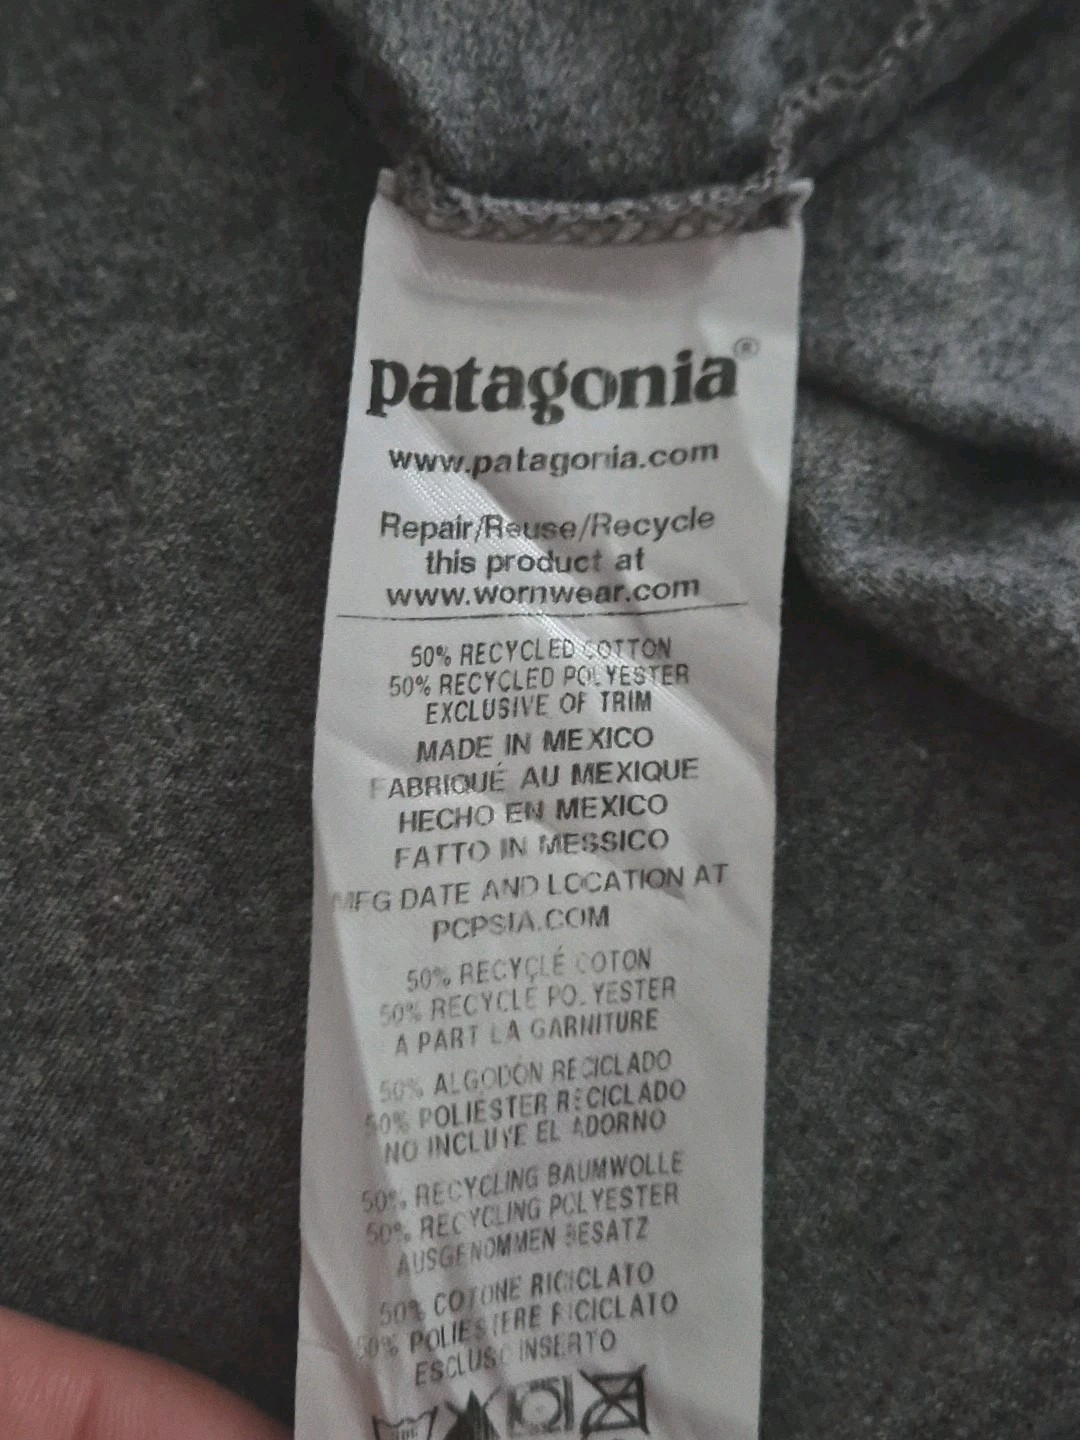 patagonia®
www.patagonia.com
Repair/Reuse/Recycle
this product at
www.wornwear.com
50% RECYCLED COTTON
50% RECYCLED POLYESTER
EXCLUSIVE OF TRIM
MADE IN MEXICO
FABRIQUÉ AU MEXIQUE
HECHO EN MEXICO
FATTO IN MESSICO
MFG DATE AND LOCATION AT
PCPSIA.COM
50% RECYCLÉ COTON
50% RECYCLÉ POLYESTER
A PART LA GARNITURE
50% ALGODÓN RECICLADO
50% POLIESTER RECICLADO
NO INCLUYE EL ADORNO
50% RECYCLING BAUMWOLLE
50% RECYCLING POLYESTER
AUSGENOMMEN BESATZ
50% COTONE RICICLATO
50% POLIESTERE RICICLATO
ESCLUSO INSERTO